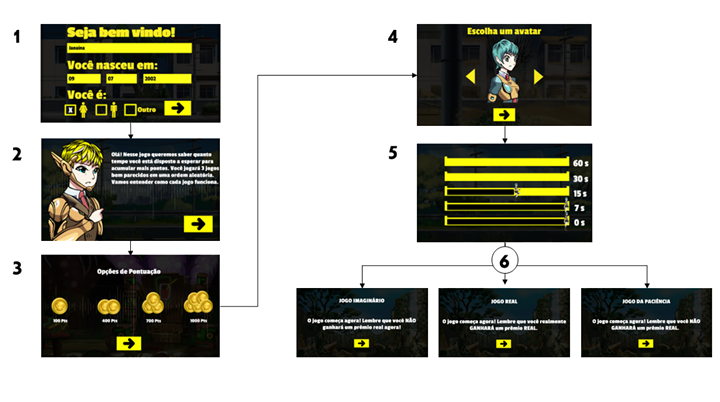 1
Seja bem vindo!
Janaina
Você nasceu em:
09 07 2002
Você é:
X Outro
2
Olá! Nesse jogo queremos saber quanto
tempo você está disposto a esperar para
acumular mais pontos. Você jogará 3 jogos
bem parecidos em uma ordem aleatória.
Vamos entender como cada jogo funciona.
3
Opções de Pontuação
100 Pts 400 Pts 700 Pts 1000 Pts
4
Escolha um avatar
5
60 s
30 s
15 s
7 s
0 s
6
JOGO IMAGINÁRIO
O jogo começa agora! Lembre que você NÃO
ganhará um prêmio real agora!
JOGO REAL
O jogo começa agora! Lembre que você realmente
GANHARÁ um prêmio REAL.
JOGO DA PACIÊNCIA
O jogo começa agora! Lembre que você NÃO
GANHARÁ um prêmio REAL.